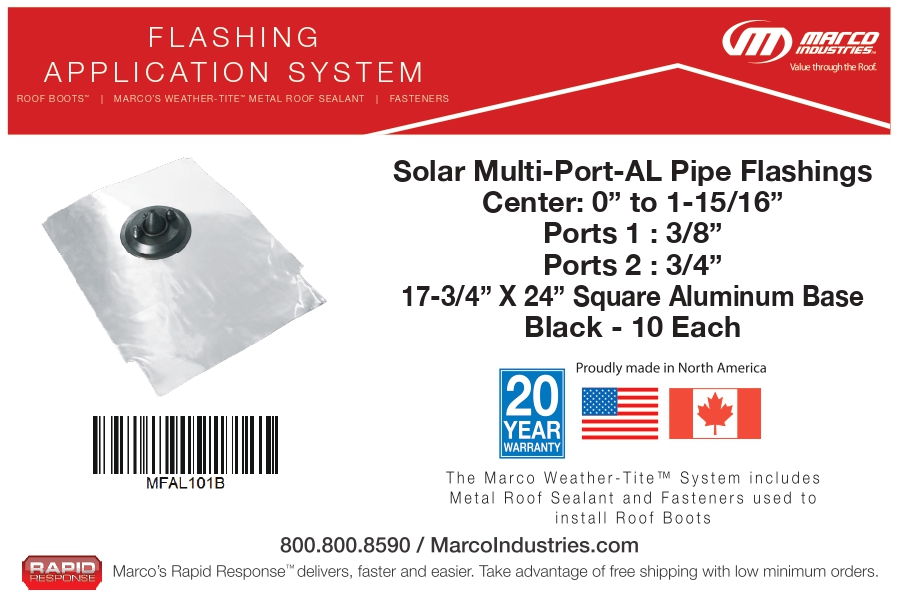 FLASHING
APPLICATION SYSTEM
ROOF BOOTS™ | MARCO'S WEATHER-TITE™ METAL ROOF SEALANT | FASTENERS
MARCO
INDUSTRIES™
Value through the Roof.
Solar Multi-Port-AL Pipe Flashings
Center: 0” to 1-15/16”
Ports 1 : 3/8”
Ports 2 : 3/4”
17-3/4” X 24” Square Aluminum Base
Black - 10 Each
Proudly made in North America
20
YEAR
WARRANTY
MFAL101B
The Marco Weather-Tite™ System includes
Metal Roof Sealant and Fasteners used to
install Roof Boots
800.800.8590 / MarcoIndustries.com
RAPID
RESPONSE
Marco’s Rapid Response™ delivers, faster and easier. Take advantage of free shipping with low minimum orders.